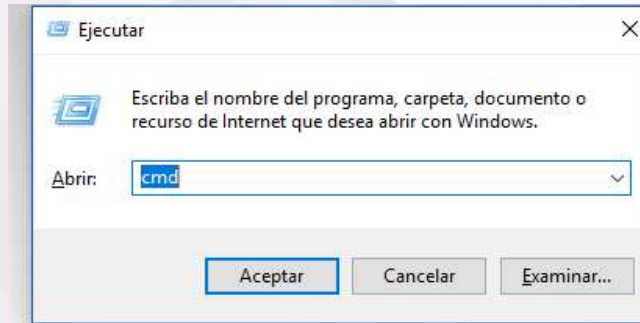 Ejecutar
Escriba el nombre del programa, carpeta, documento o
recurso de Internet que desea abrir con Windows.
Abrir: cmd
Aceptar Cancelar Examinar...